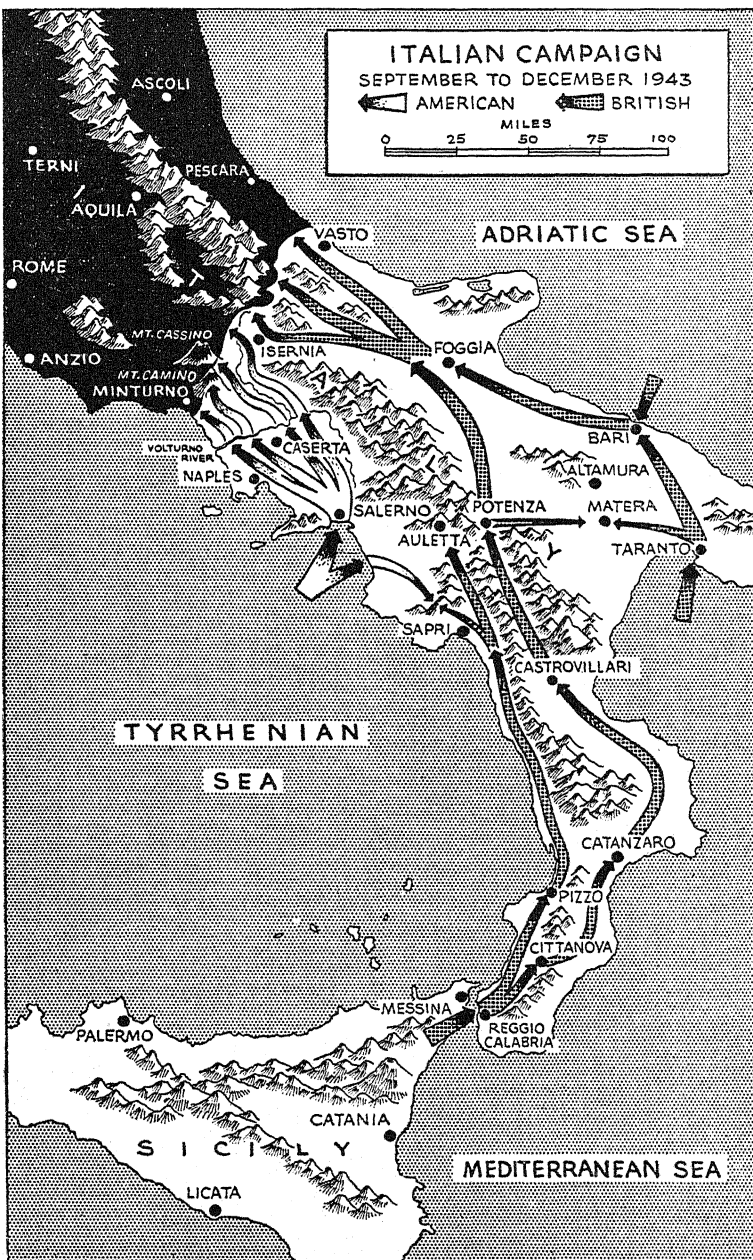 ITALIAN CAMPAIGN
SEPTEMBER TO DECEMBER 1943
AMERICAN
BRITISH
MILES
0 25 50 75 100
ASCOLI
TERNI
PESCARA
AQUILA
VASTO
ADRIATIC SEA
ROME
I
T
MT. CASSINO
ISERNIA
FOGGIA
ANZIO
MT. CAMINO
MINTURNO
A
BARI
VOLTURNO
RIVER
CASERTA
NAPLES
L
ALTAMURA
SALERNO
POTENZA
MATERA
AULETTA
Y
TARANTO
SAPRI
CASTROVILLARI
TYRRHENIAN
SEA
CATANZARO
PIZZO
CITTANOVA
MESSINA
PALERMO
REGGIO
CALABRIA
CATANIA
SICILY
MEDITERRANEAN SEA
LICATA